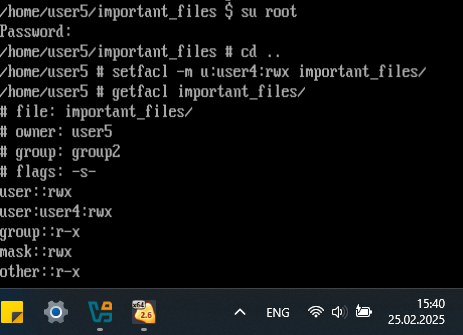 /home/user5/important_files $ su root
Password:
/home/user5/important_files # cd ..
/home/user5 # setfacl -m u:user4:rwx important_files/
/home/user5 # getfacl important_files/
# file: important_files/
# owner: user5
# group: group2
# flags: -s-
user::rwx
user:user4:rwx
group::r-x
mask::rwx
other::r-x
x64
2.6
ENG
15:40
25.02.2025